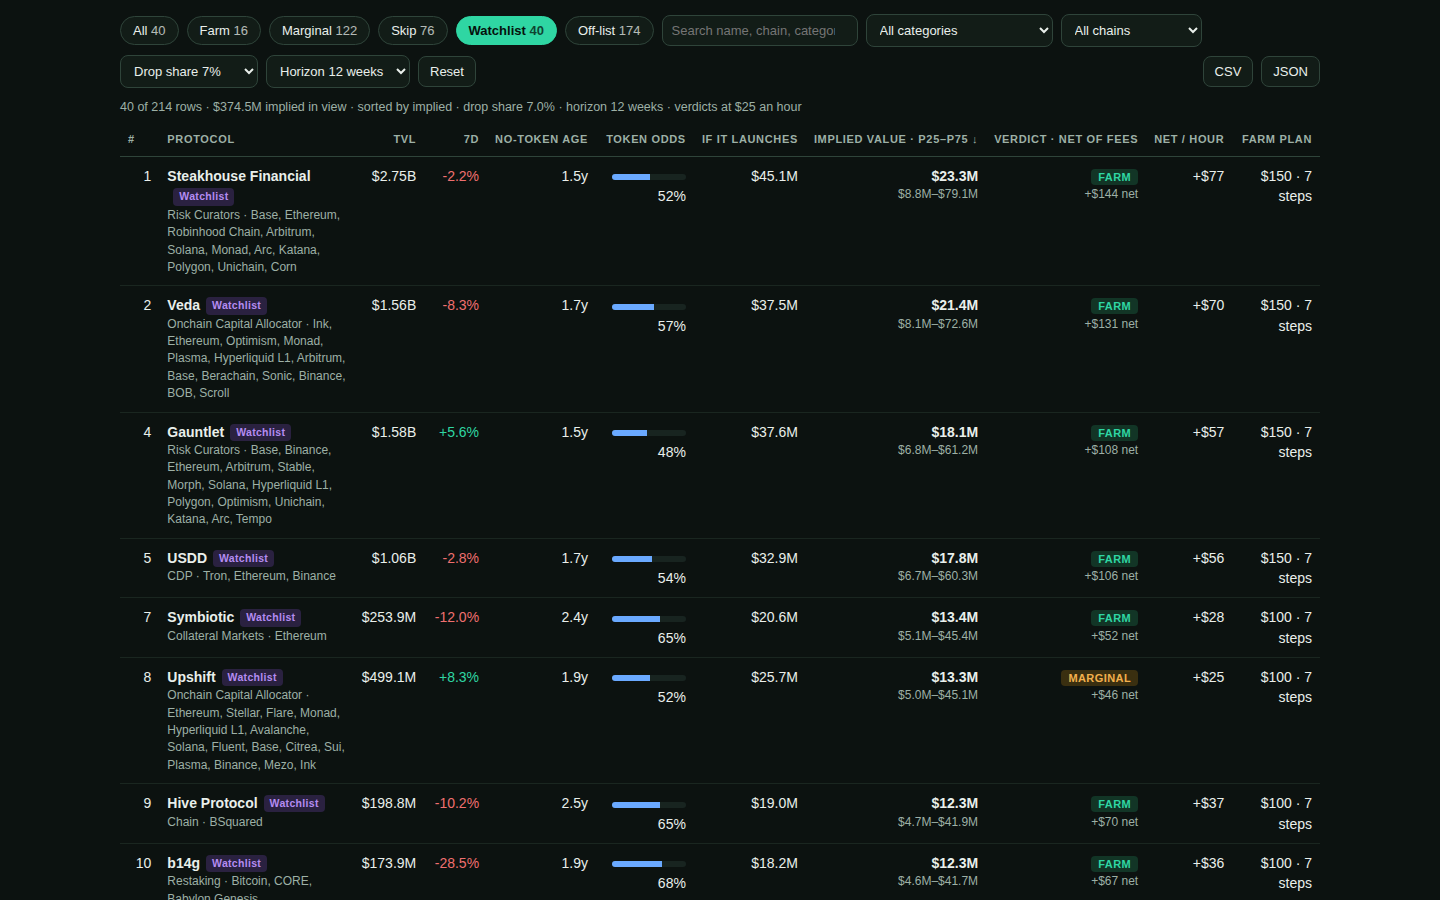 All 40 Farm 16 Marginal 122 Skip 76 Watchlist 40 Off-list 174 Search name, chain, categor All categories All chains
Drop share 7% Horizon 12 weeks Reset CSV JSON
40 of 214 rows · $374.5M implied in view · sorted by implied · drop share 7.0% · horizon 12 weeks · verdicts at $25 an hour
# PROTOCOL TVL 7D NO-TOKEN AGE TOKEN ODDS IF IT LAUNCHES IMPLIED VALUE · P25–P75 ↓ VERDICT · NET OF FEES NET / HOUR FARM PLAN
1 Steakhouse Financial $2.75B -2.2% 1.5y $45.1M $23.3M FARM +$77 $150 · 7
Watchlist 52% $8.8M–$79.1M +$144 net steps
Risk Curators · Base, Ethereum,
Robinhood Chain, Arbitrum,
Solana, Monad, Arc, Katana,
Polygon, Unichain, Corn
2 Veda Watchlist $1.56B -8.3% 1.7y $37.5M $21.4M FARM +$70 $150 · 7
Onchain Capital Allocator · Ink, 57% $8.1M–$72.6M +$131 net steps
Ethereum, Optimism, Monad,
Plasma, Hyperliquid L1, Arbitrum,
Base, Berachain, Sonic, Binance,
BOB, Scroll
4 Gauntlet Watchlist $1.58B +5.6% 1.5y $37.6M $18.1M FARM +$57 $150 · 7
Risk Curators · Base, Binance, 48% $6.8M–$61.2M +$108 net steps
Ethereum, Arbitrum, Stable,
Morph, Solana, Hyperliquid L1,
Polygon, Optimism, Unichain,
Katana, Arc, Tempo
5 USDD Watchlist $1.06B -2.8% 1.7y $32.9M $17.8M FARM +$56 $150 · 7
CDP · Tron, Ethereum, Binance 54% $6.7M–$60.3M +$106 net steps
7 Symbiotic Watchlist $253.9M -12.0% 2.4y $20.6M $13.4M FARM +$28 $100 · 7
Collateral Markets · Ethereum 65% $5.1M–$45.4M +$52 net steps
8 Upshift Watchlist $499.1M +8.3% 1.9y $25.7M $13.3M MARGINAL +$25 $100 · 7
Onchain Capital Allocator · 52% $5.0M–$45.1M +$46 net steps
Ethereum, Stellar, Flare, Monad,
Hyperliquid L1, Avalanche,
Solana, Fluent, Base, Citrea, Sui,
Plasma, Binance, Mezo, Ink
9 Hive Protocol Watchlist $198.8M -10.2% 2.5y $19.0M $12.3M FARM +$37 $100 · 7
Chain · BSquared 65% $4.7M–$41.9M +$70 net steps
10 b14g Watchlist $173.9M -28.5% 1.9y $18.2M $12.3M FARM +$36 $100 · 7
Restaking · Bitcoin, CORE, 68% $4.6M–$41.7M +$67 net steps
Babylon Genesis